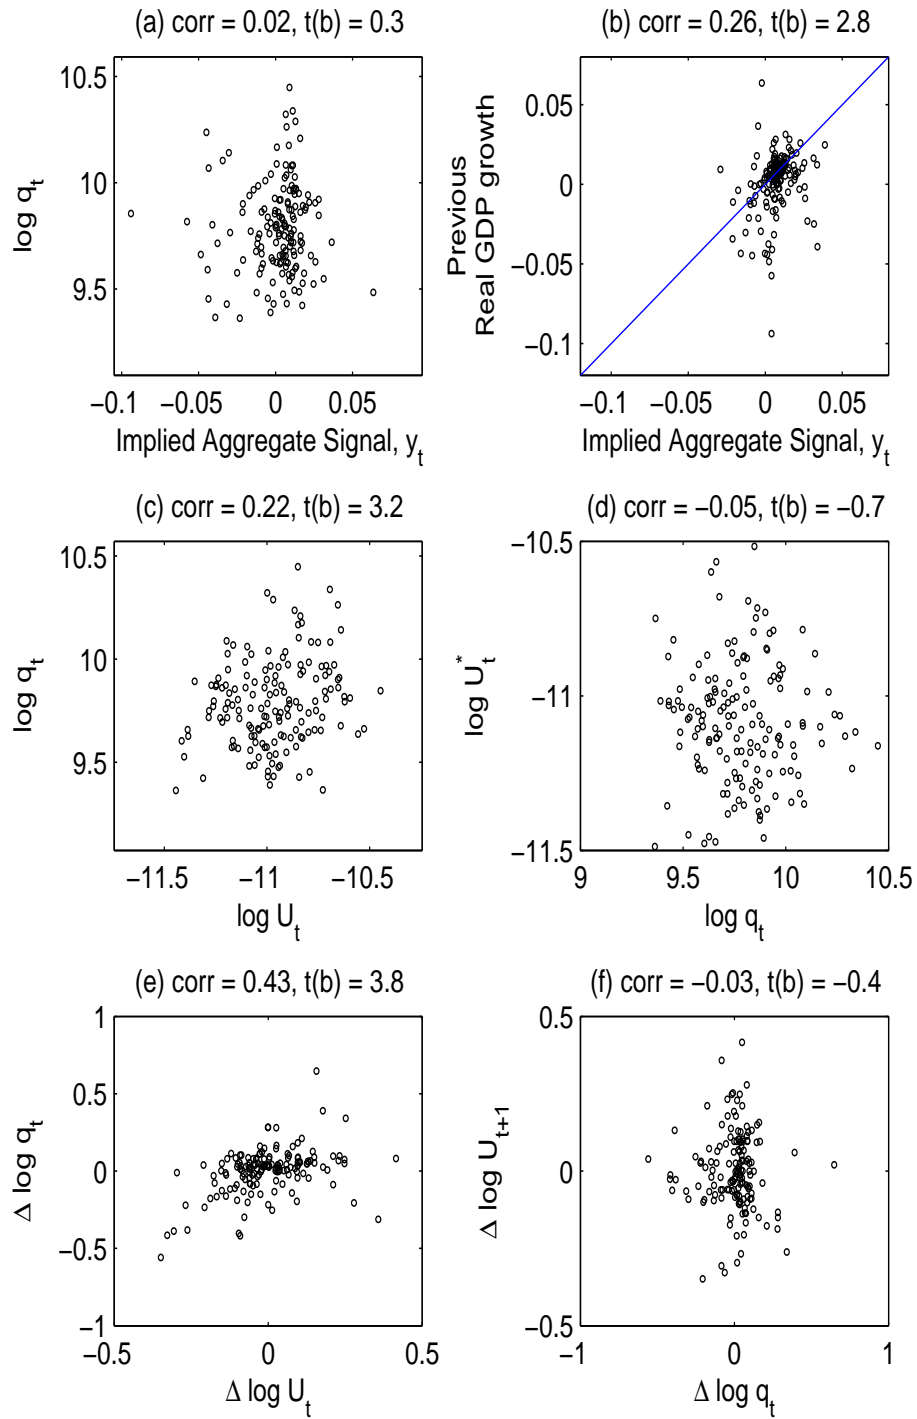 (a) corr = 0.02, t(b) = 0.3
10.5
10
9.5
log q_t
−0.1 −0.05 0 0.05
Implied Aggregate Signal, y_t
(b) corr = 0.26, t(b) = 2.8
0.05
0
−0.05
−0.1
Previous
Real GDP growth
−0.1 −0.05 0 0.05
Implied Aggregate Signal, y_t
(c) corr = 0.22, t(b) = 3.2
10.5
10
9.5
log q_t
−11.5 −11 −10.5
log U_t
(d) corr = −0.05, t(b) = −0.7
−10.5
−11
−11.5
log U_t^*
9 9.5 10 10.5
log q_t
(e) corr = 0.43, t(b) = 3.8
1
0.5
0
−0.5
−1
Δ log q_t
−0.5 0 0.5
Δ log U_t
(f) corr = −0.03, t(b) = −0.4
0.5
0
−0.5
Δ log U_{t+1}
−1 0 1
Δ log q_t